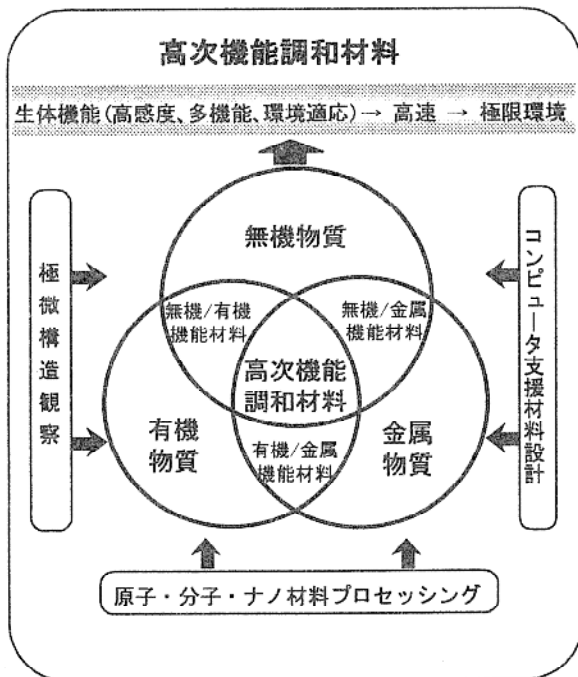 高次機能調和材料
生体機能(高感度、多機能、環境適応)→ 高速 → 極限環境
無機物質
極微構造観察
コンピュータ支援材料設計
無機/有機
機能材料
無機/金属
機能材料
高次機能
調和材料
有機
物質
有機/金属
機能材料
金属
物質
原子・分子・ナノ材料プロセッシング